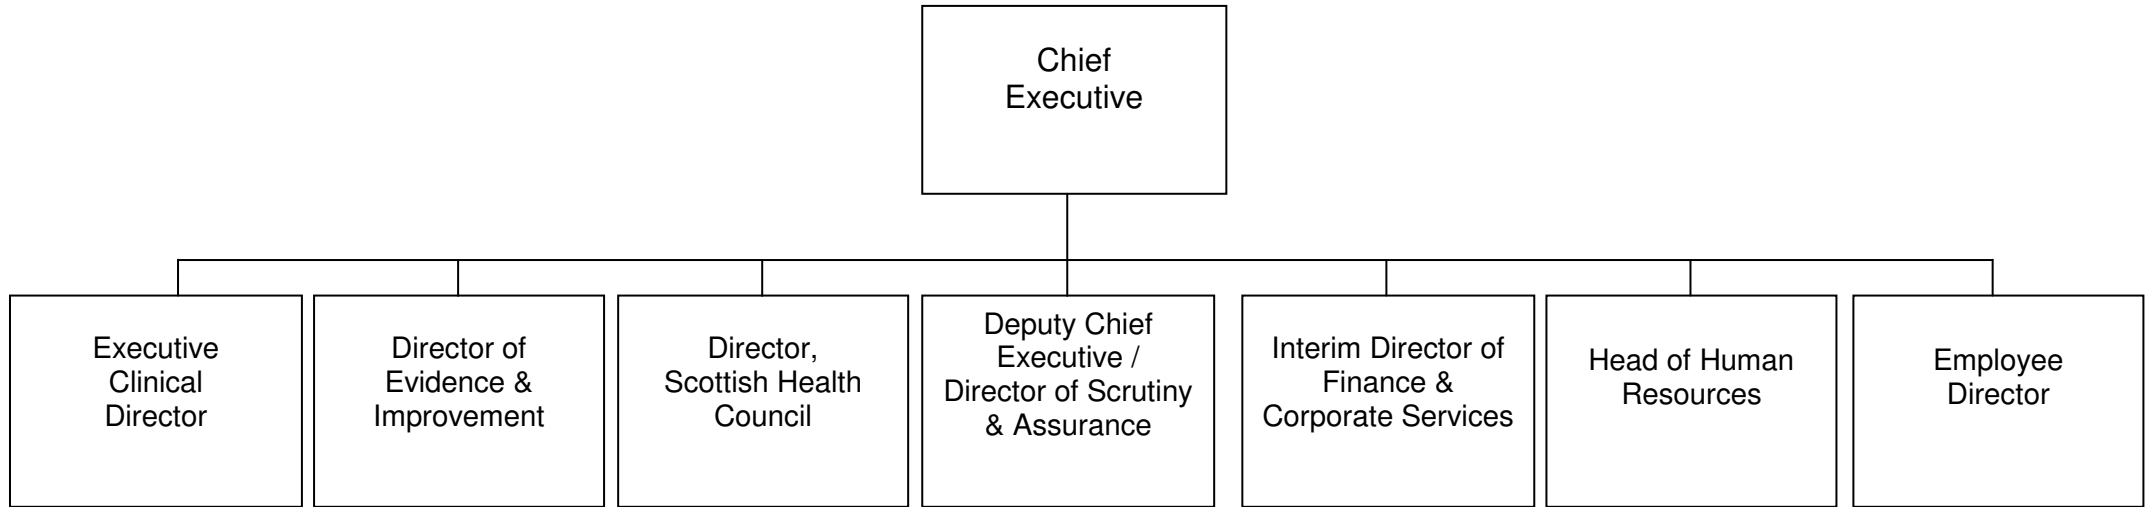 Chief
Executive
Executive
Clinical
Director
Director of
Evidence &
Improvement
Director,
Scottish Health
Council
Deputy Chief
Executive /
Director of Scrutiny
& Assurance
Interim Director of
Finance &
Corporate Services
Head of Human
Resources
Employee
Director